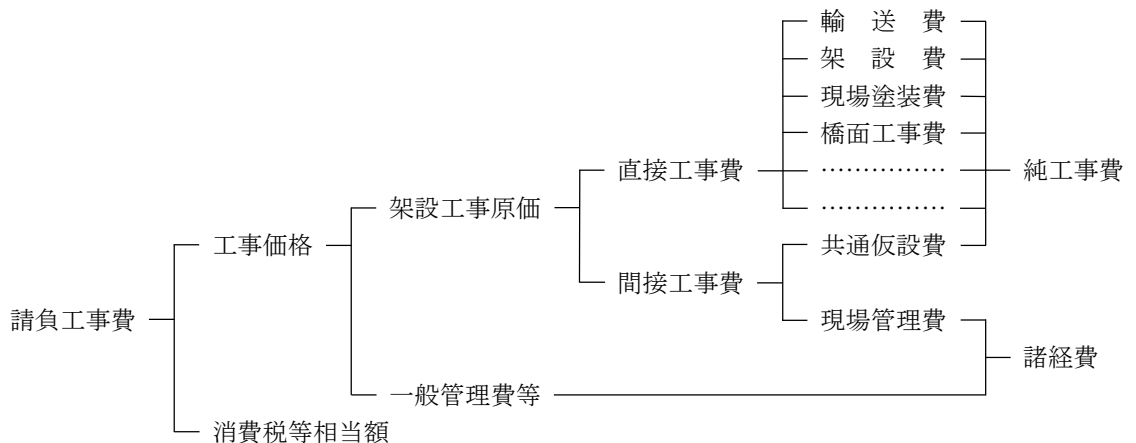 輸送費
架設費
現場塗装費
橋面工事費
直接工事費
……………
純工事費
架設工事原価
……………
工事価格
共通仮設費
間接工事費
請負工事費
現場管理費
諸経費
一般管理費等
消費税等相当額